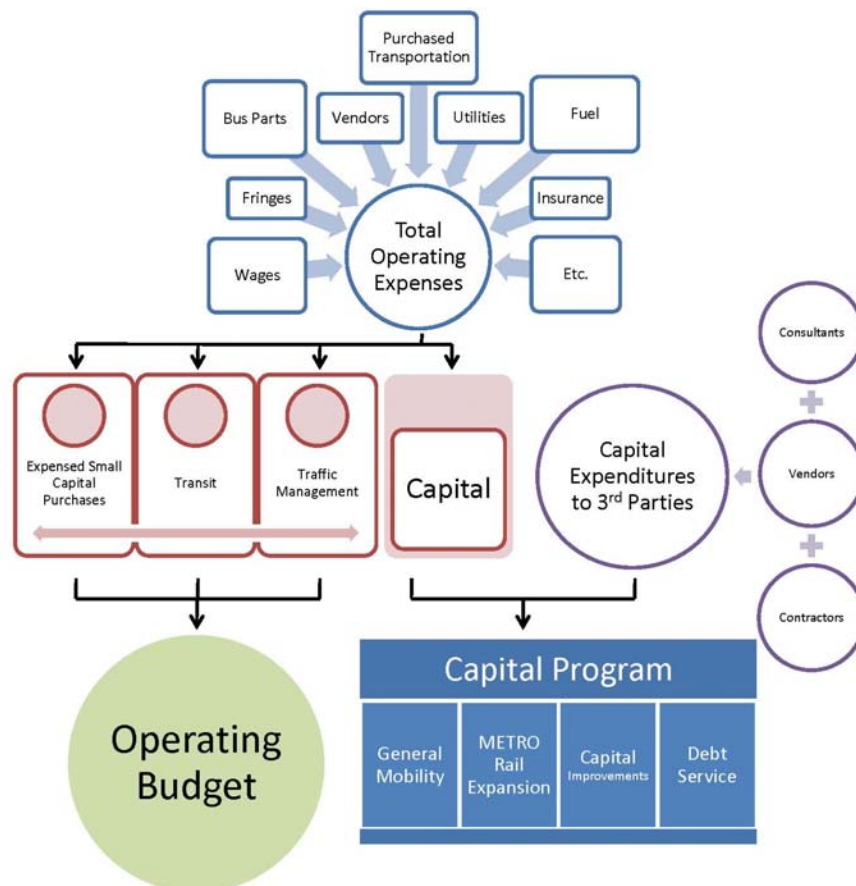 Purchased
Transportation
Bus Parts
Vendors
Utilities
Fuel
Fringes
Insurance
Wages
Total
Operating
Expenses
Etc.
Consultants
Expensed Small
Capital
Purchases
Transit
Traffic
Management
Capital
Capital
Expenditures
to 3rd Parties
Vendors
Contractors
Operating
Budget
Capital Program
General
Mobility
METRO
Rail
Expansion
Capital
Improvements
Debt
Service